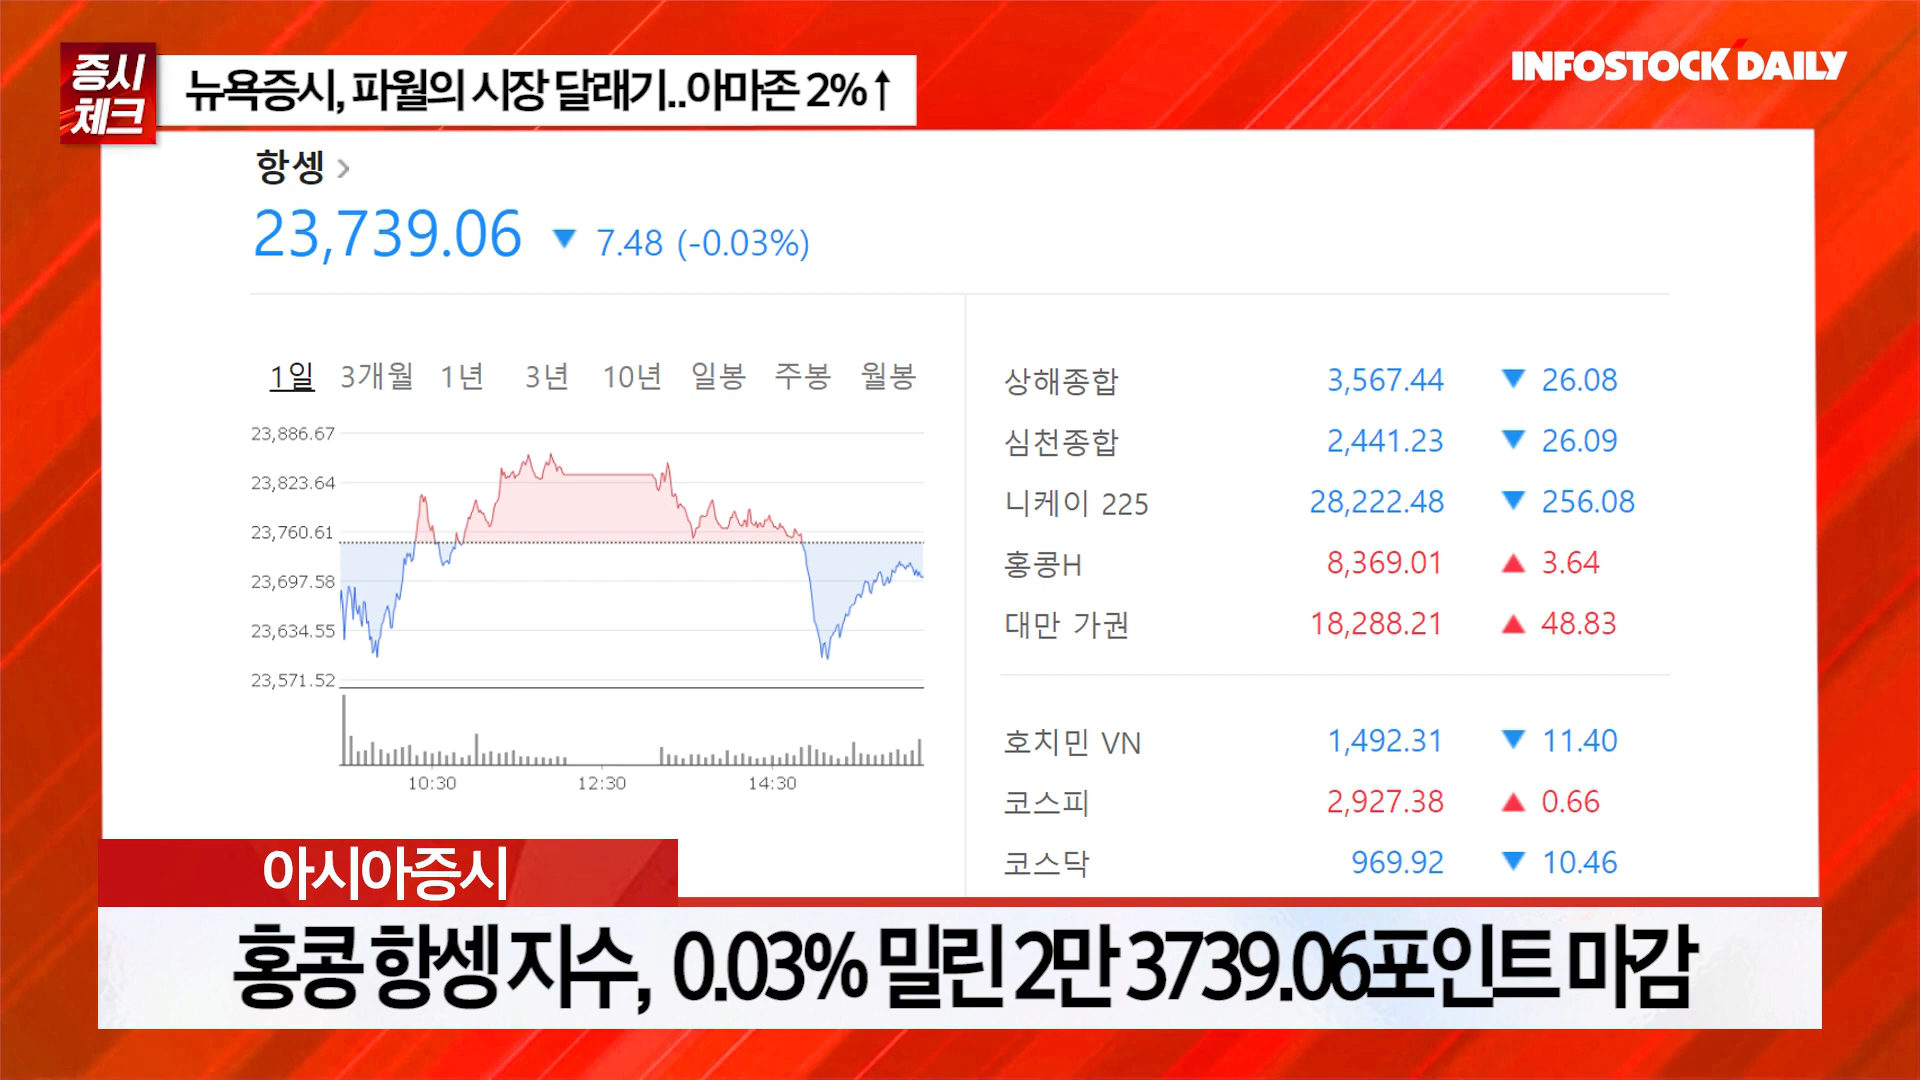 증시
체크
뉴욕증시, 파월의 시장 달래기..아마존 2%↑
INFOSTOCK DAILY
항셍 >
23,739.06 ▼ 7.48 (-0.03%)
1일 3개월 1년 3년 10년 일봉 주봉 월봉
23,886.67
23,823.64
23,760.61
23,697.58
23,634.55
23,571.52
10:30 12:30 14:30
상해종합 3,567.44 ▼ 26.08
심천종합 2,441.23 ▼ 26.09
니케이 225 28,222.48 ▼ 256.08
홍콩H 8,369.01 ▲ 3.64
대만 가권 18,288.21 ▲ 48.83
호치민 VN 1,492.31 ▼ 11.40
코스피 2,927.38 ▲ 0.66
코스닥 969.92 ▼ 10.46
아시아증시
홍콩 항셍 지수, 0.03% 밀린 2만 3739.06포인트 마감